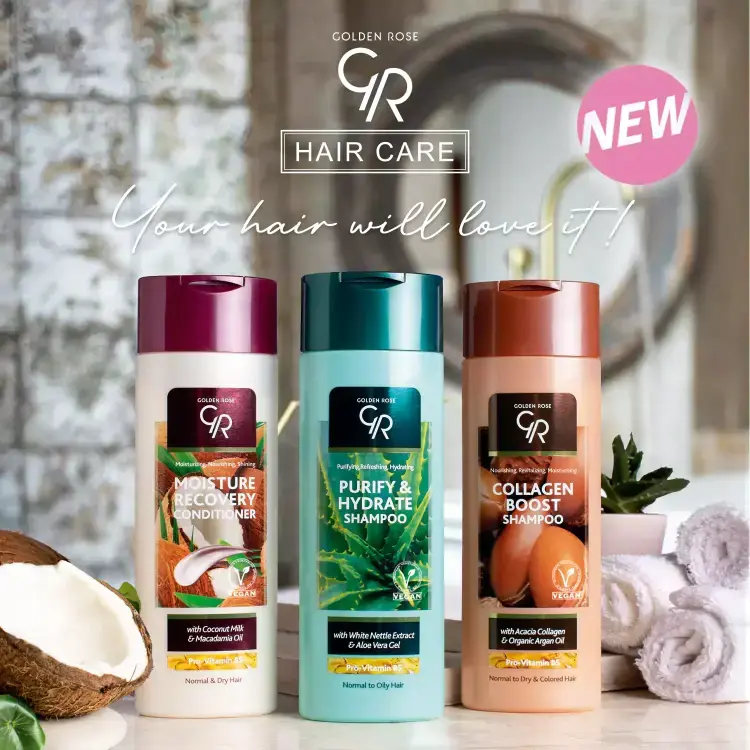 GOLDEN ROSE
GR
HAIR CARE
NEW
Your hair will love it!
GOLDEN ROSE
GR
Moisturizing, Nourishing, Shining
MOISTURE
RECOVERY
CONDITIONER
VEGAN
with Coconut Milk
& Macadamia Oil
Pro-Vitamin B5
Normal & Dry Hair
GOLDEN ROSE
GR
Purifying, Refreshing, Hydrating
PURIFY &
HYDRATE
SHAMPOO
VEGAN
with White Nettle Extract
& Aloe Vera Gel
Pro-Vitamin B5
Normal to Oily Hair
GOLDEN ROSE
GR
Nourishing, Revitalizing, Moisturising
COLLAGEN
BOOST
SHAMPOO
VEGAN
with Acacia Collagen
& Organic Argan Oil
Pro-Vitamin B5
Normal to Dry & Colored Hair